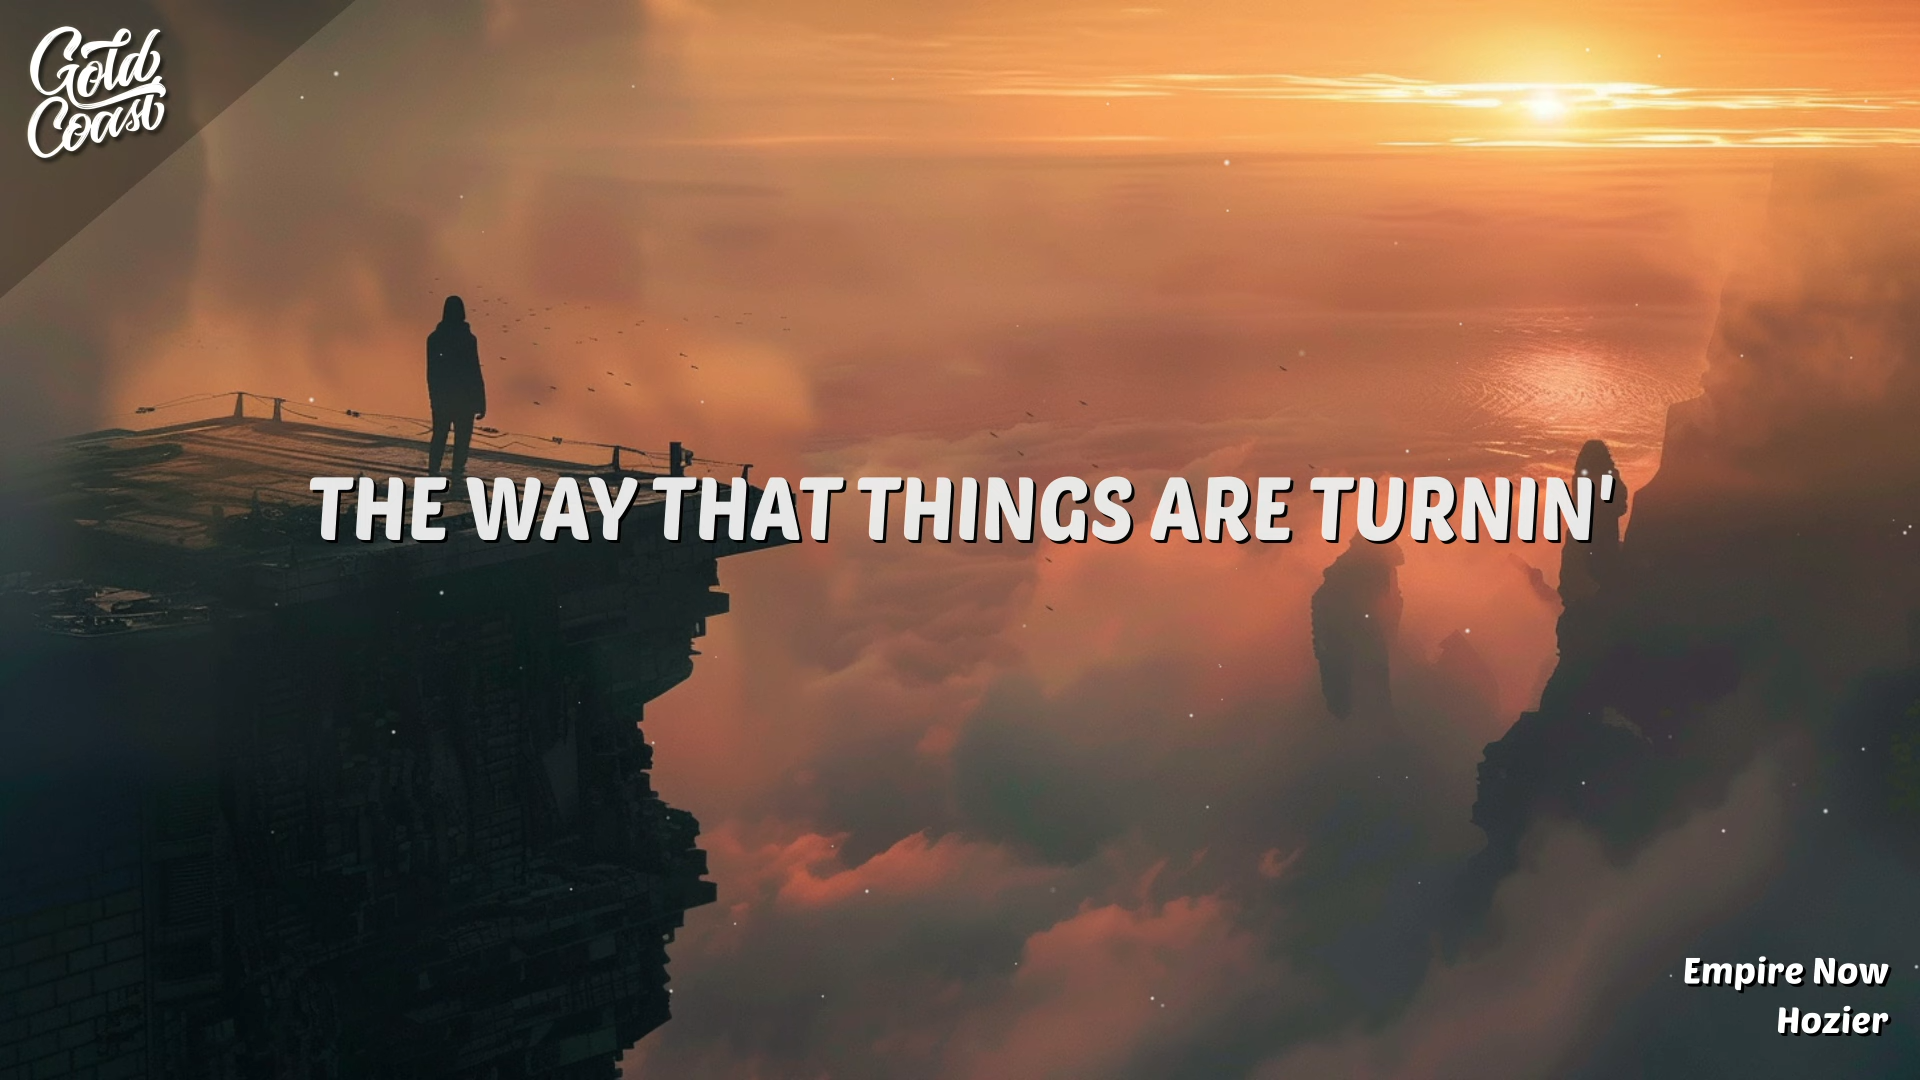 Gold
Coast
THE WAY THAT THINGS ARE TURNIN'
Empire Now
Hozier